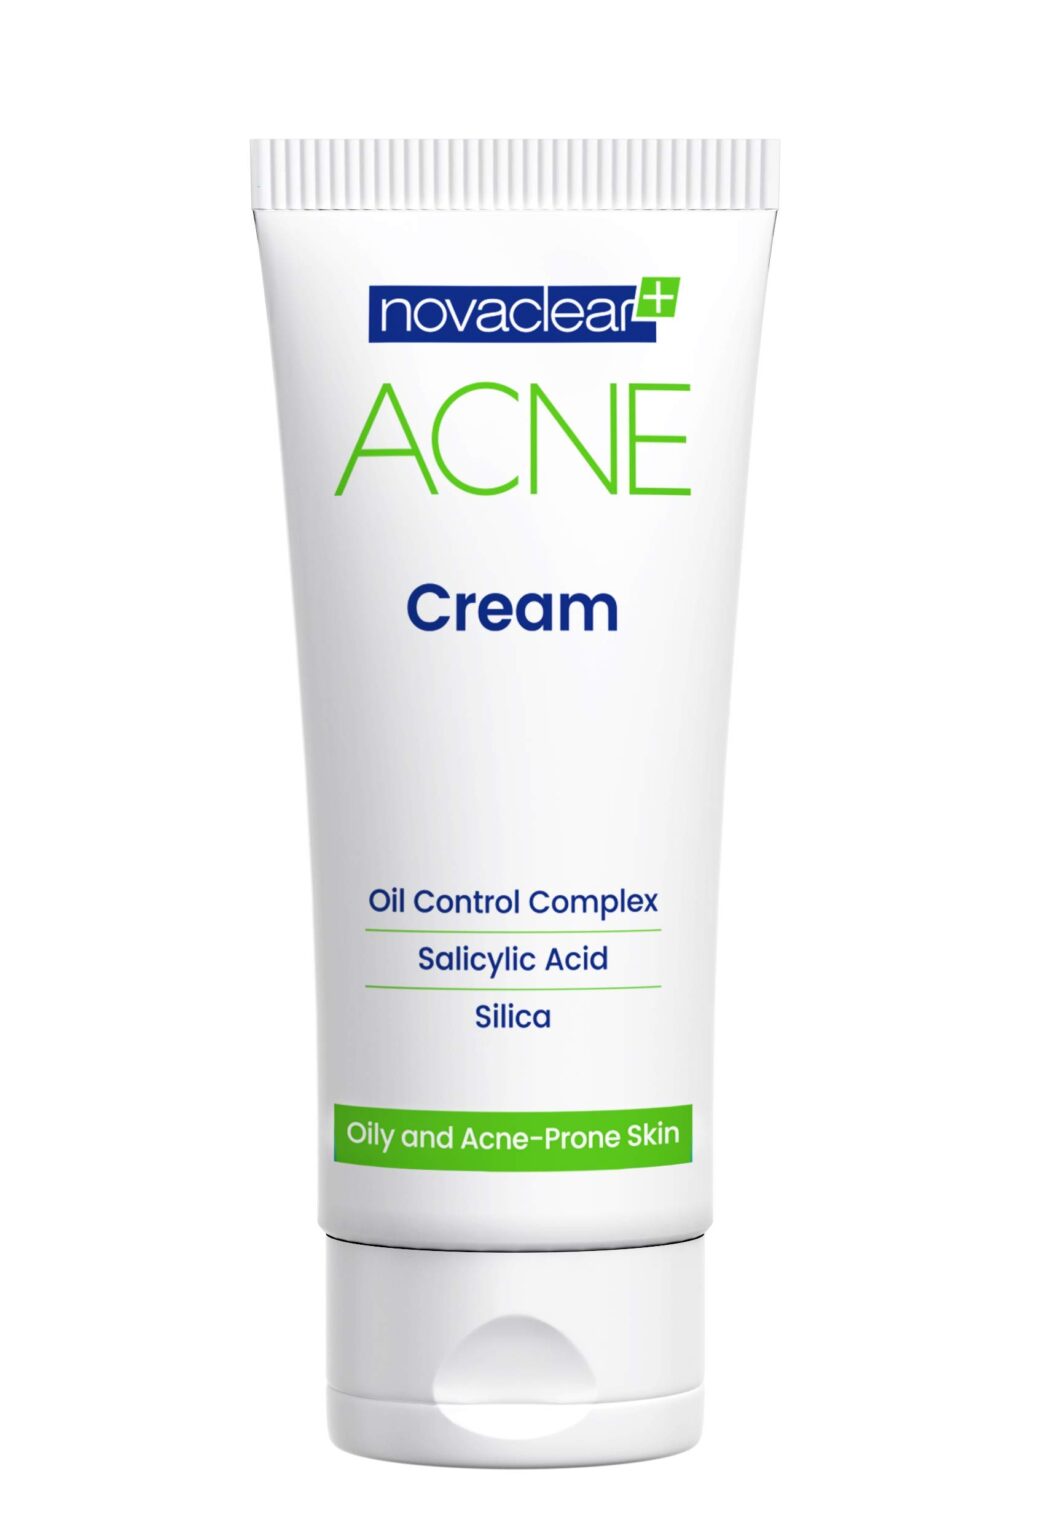 novaclear+
ACNE
Cream
Oil Control Complex
Salicylic Acid
Silica
Oily and Acne-Prone Skin